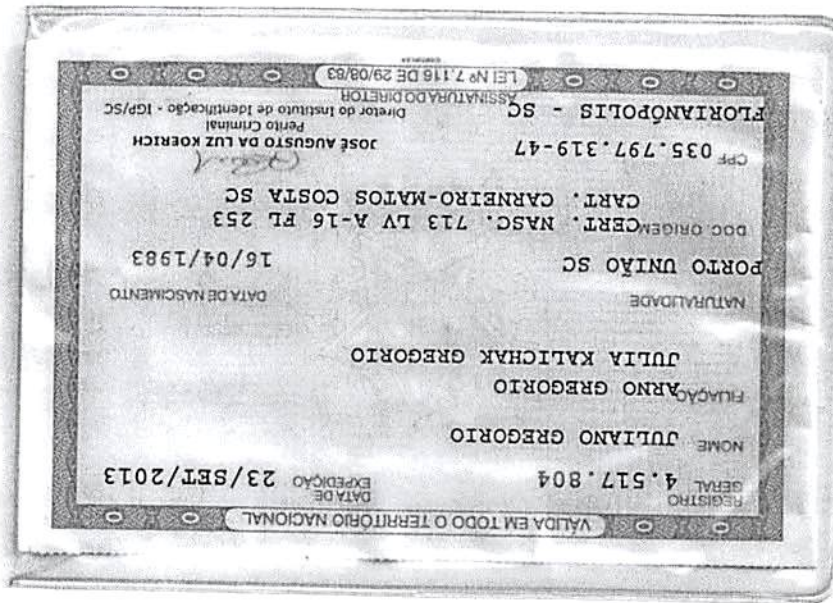 VÁLIDA EM TODO O TERRITÓRIO NACIONAL
REGISTRO GERAL 4.517.804 DATA DE EXPEDIÇÃO 23/SET/2013
NOME JULIANO GREGORIO
FILIAÇÃO ARNO GREGORIO
JULIA KALICHAK GREGORIO
NATURALIDADE DATA DE NASCIMENTO
PORTO UNIÃO SC 16/04/1983
DOC. ORIGEM CERT. NASC. 713 LV A-16 FL 253
CART. CARNEIRO-MATOS COSTA SC
CPF 035.797.319-47
JOSÉ AUGUSTO DA LUZ KOERICH
Perito Criminal
Diretor do Instituto de Identificação - IGP/SC
FLORIANÓPOLIS - SC
ASSINATURA DO DIRETOR
LEI Nº 7.116 DE 29/08/83